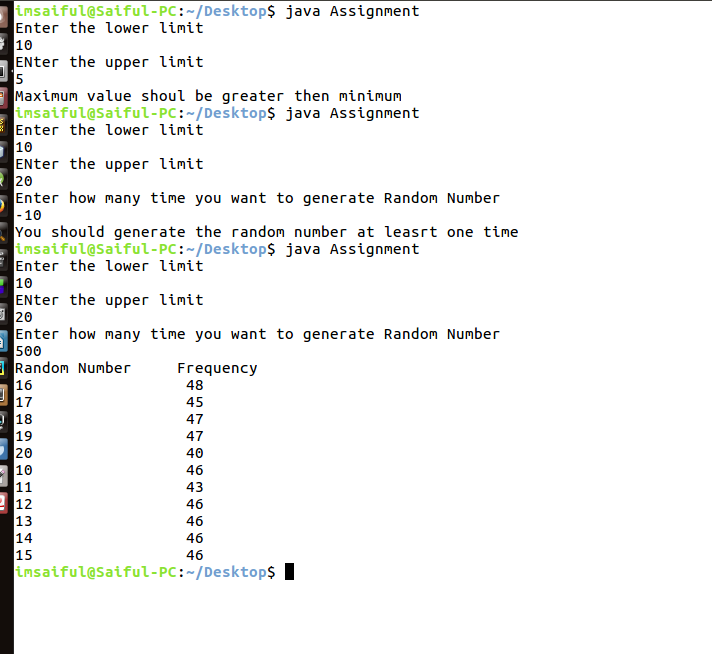 imsaiful@Saiful-PC:~/Desktop$ java Assignment
Enter the lower limit
10
ENter the upper limit
5
Maximum value shoul be greater then minimum
imsaiful@Saiful-PC:~/Desktop$ java Assignment
Enter the lower limit
10
ENter the upper limit
20
Enter how many time you want to generate Random Number
-10
You should generate the random number at leasrt one time
imsaiful@Saiful-PC:~/Desktop$ java Assignment
Enter the lower limit
10
ENter the upper limit
20
Enter how many time you want to generate Random Number
500
Random Number Frequency
16 48
17 45
18 47
19 47
20 40
10 46
11 43
12 46
13 46
14 46
15 46
imsaiful@Saiful-PC:~/Desktop$